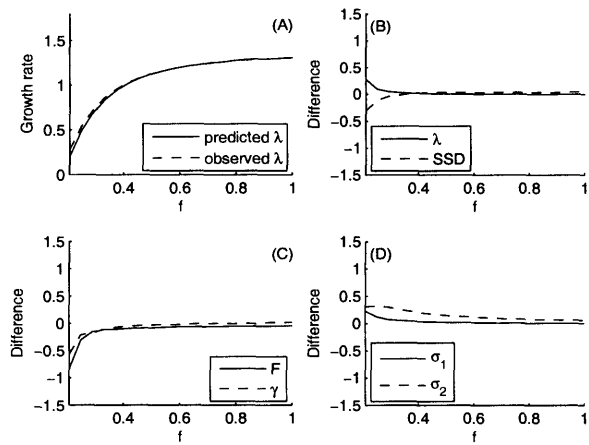 (A)
Growth rate
1.5
1
0.5
0
predicted λ
observed λ
0.4 0.6 0.8 1
f
(B)
Difference
1.5
1
0.5
0
-0.5
-1
-1.5
λ
SSD
0.4 0.6 0.8 1
f
(C)
Difference
1.5
1
0.5
0
-0.5
-1
-1.5
F
γ
0.4 0.6 0.8 1
f
(D)
Difference
1.5
1
0.5
0
-0.5
-1
-1.5
σ1
σ2
0.4 0.6 0.8 1
f